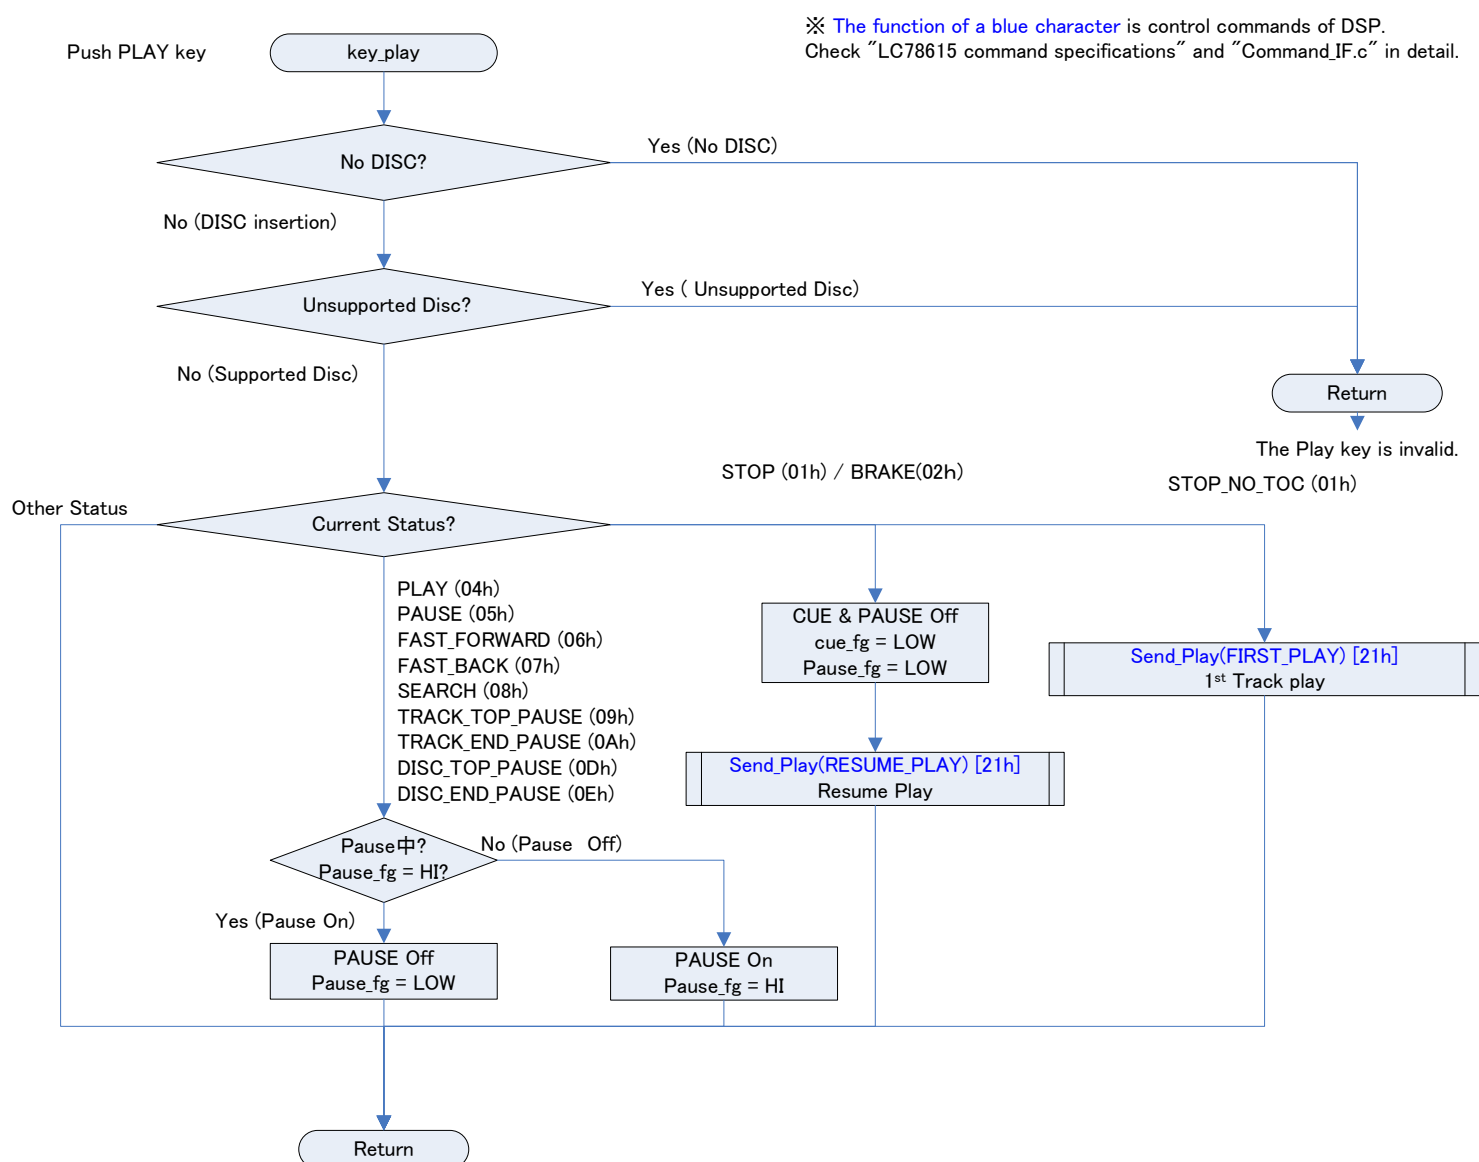 ※ The function of a blue character is control commands of DSP.
Check "LC78615 command specifications" and "Command_IF.c" in detail.
Push PLAY key
key_play
No DISC?
Yes (No DISC)
No (DISC insertion)
Unsupported Disc?
Yes ( Unsupported Disc)
No (Supported Disc)
Return
The Play key is invalid.
STOP (01h) / BRAKE(02h)
STOP_NO_TOC (01h)
Other Status
Current Status?
PLAY (04h)
PAUSE (05h)
FAST_FORWARD (06h)
FAST_BACK (07h)
SEARCH (08h)
TRACK_TOP_PAUSE (09h)
TRACK_END_PAUSE (0Ah)
DISC_TOP_PAUSE (0Dh)
DISC_END_PAUSE (0Eh)
CUE & PAUSE Off
cue_fg = LOW
Pause_fg = LOW
Send_Play(FIRST_PLAY) [21h]
1st Track play
Send_Play(RESUME_PLAY) [21h]
Resume Play
Pause中?
Pause_fg = HI?
No (Pause Off)
Yes (Pause On)
PAUSE Off
Pause_fg = LOW
PAUSE On
Pause_fg = HI
Return